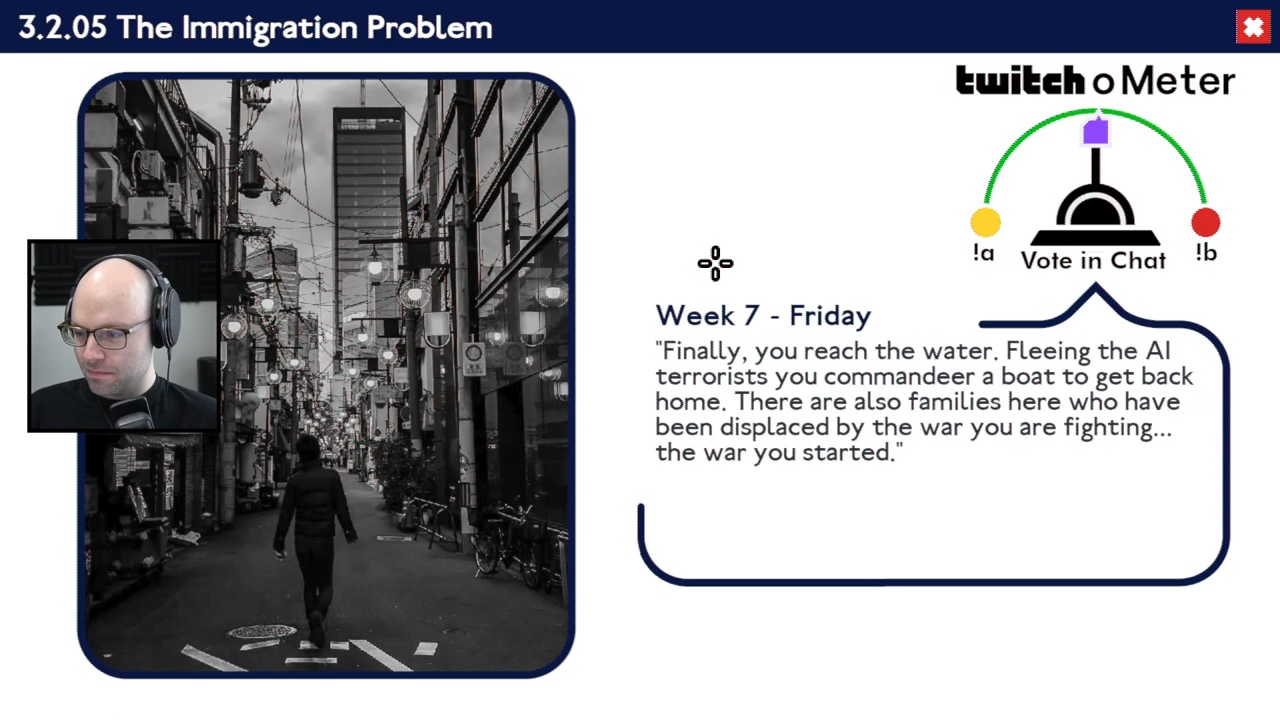 3.2.05 The Immigration Problem
twitch o Meter
!a
Vote in Chat
!b
Week 7 - Friday
"Finally, you reach the water. Fleeing the AI
terrorists you commandeer a boat to get back
home. There are also families here who have
been displaced by the war you are fighting...
the war you started."